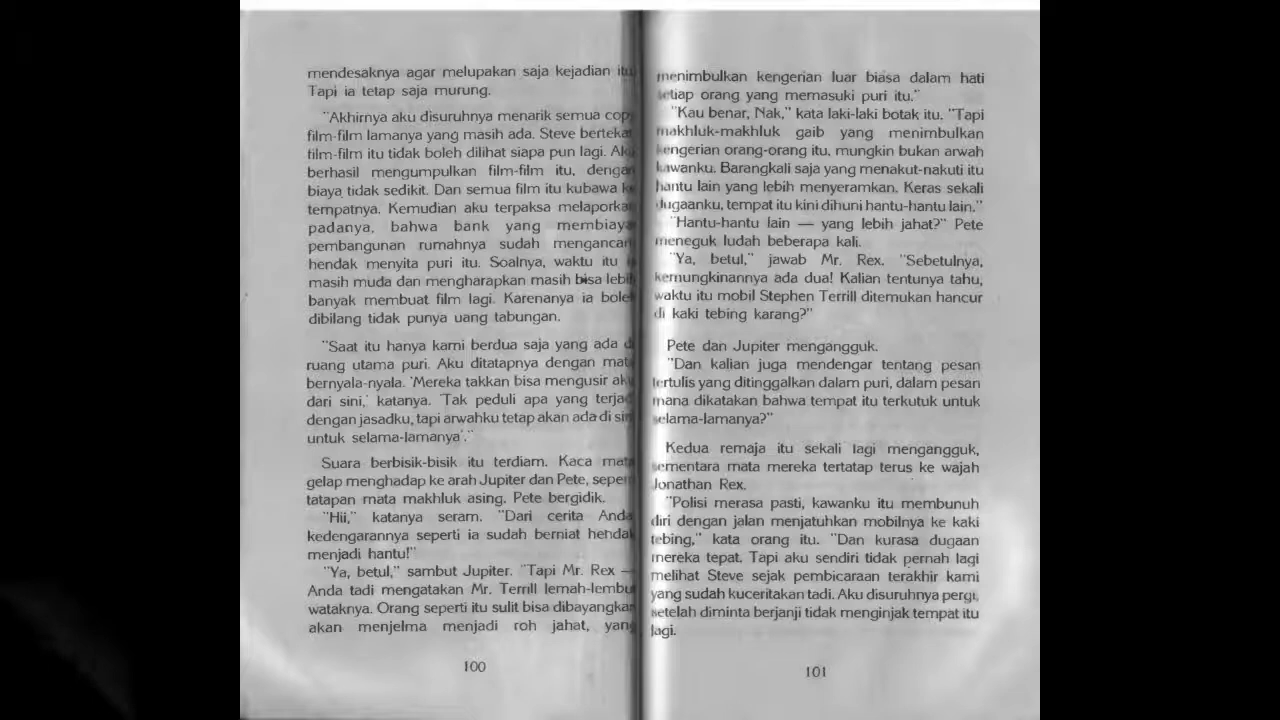 mendesaknya agar melupakan saja kejadian itu
Tapi ia tetap saja murung.
"Akhirnya aku disuruhnya menarik semua copy
film-film lamanya yang masih ada. Steve bertekad
film-film itu tidak boleh dilihat siapa pun lagi. Aku
berhasil mengumpulkan film-film itu, dengan
biaya tidak sedikit. Dan semua film itu kubawa ke
tempatnya. Kemudian aku terpaksa melaporkan
padanya, bahwa bank yang membiayai
pembangunan rumahnya sudah mengancam
hendak menyita puri itu. Soalnya, waktu itu
masih muda dan mengharapkan masih bisa lebih
banyak membuat film lagi. Karenanya ia boleh
dibilang tidak punya uang tabungan.
"Saat itu hanya kami berdua saja yang ada di
ruang utama puri. Aku ditatapnya dengan mata
bernyala-nyala. 'Mereka takkan bisa mengusir aku
dari sini,' katanya. 'Tak peduli apa yang terjadi
dengan jasadku, tapi arwahku tetap akan ada di sini
untuk selama-lamanya'."
Suara berbisik-bisik itu terdiam. Kaca mata
gelap menghadap ke arah Jupiter dan Pete, seperti
tatapan mata makhluk asing. Pete bergidik.
"Hii," katanya seram. "Dari cerita Anda
kedengarannya seperti ia sudah berniat hendak
menjadi hantu!"
"Ya, betul," sambut Jupiter. "Tapi Mr. Rex —
Anda tadi mengatakan Mr. Terrill lemah-lembut
wataknya. Orang seperti itu sulit bisa dibayangkan
akan menjelma menjadi roh jahat, yang
100
menimbulkan kengerian luar biasa dalam hati
setiap orang yang memasuki puri itu."
"Kau benar, Nak," kata laki-laki botak itu. "Tapi
makhluk-makhluk gaib yang menimbulkan
kengerian orang-orang itu, mungkin bukan arwah
kawanku. Barangkali saja yang menakut-nakuti itu
hantu lain yang lebih menyeramkan. Keras sekali
dugaanku, tempat itu kini dihuni hantu-hantu lain."
"Hantu-hantu lain — yang lebih jahat?" Pete
meneguk ludah beberapa kali.
"Ya, betul," jawab Mr. Rex. "Sebetulnya,
kemungkinannya ada dua! Kalian tentunya tahu,
waktu itu mobil Stephen Terrill ditemukan hancur
di kaki tebing karang?"
Pete dan Jupiter mengangguk.
"Dan kalian juga mendengar tentang pesan
tertulis yang ditinggalkan dalam puri, dalam pesan
mana dikatakan bahwa tempat itu terkutuk untuk
selama-lamanya?"
Kedua remaja itu sekali lagi mengangguk,
sementara mata mereka tertatap terus ke wajah
Jonathan Rex.
"Polisi merasa pasti, kawanku itu membunuh
diri dengan jalan menjatuhkan mobilnya ke kaki
tebing," kata orang itu. "Dan kurasa dugaan
mereka tepat. Tapi aku sendiri tidak pernah lagi
melihat Steve sejak pembicaraan terakhir kami
yang sudah kuceritakan tadi. Aku disuruhnya pergi,
setelah diminta berjanji tidak menginjak tempat itu
lagi.
101